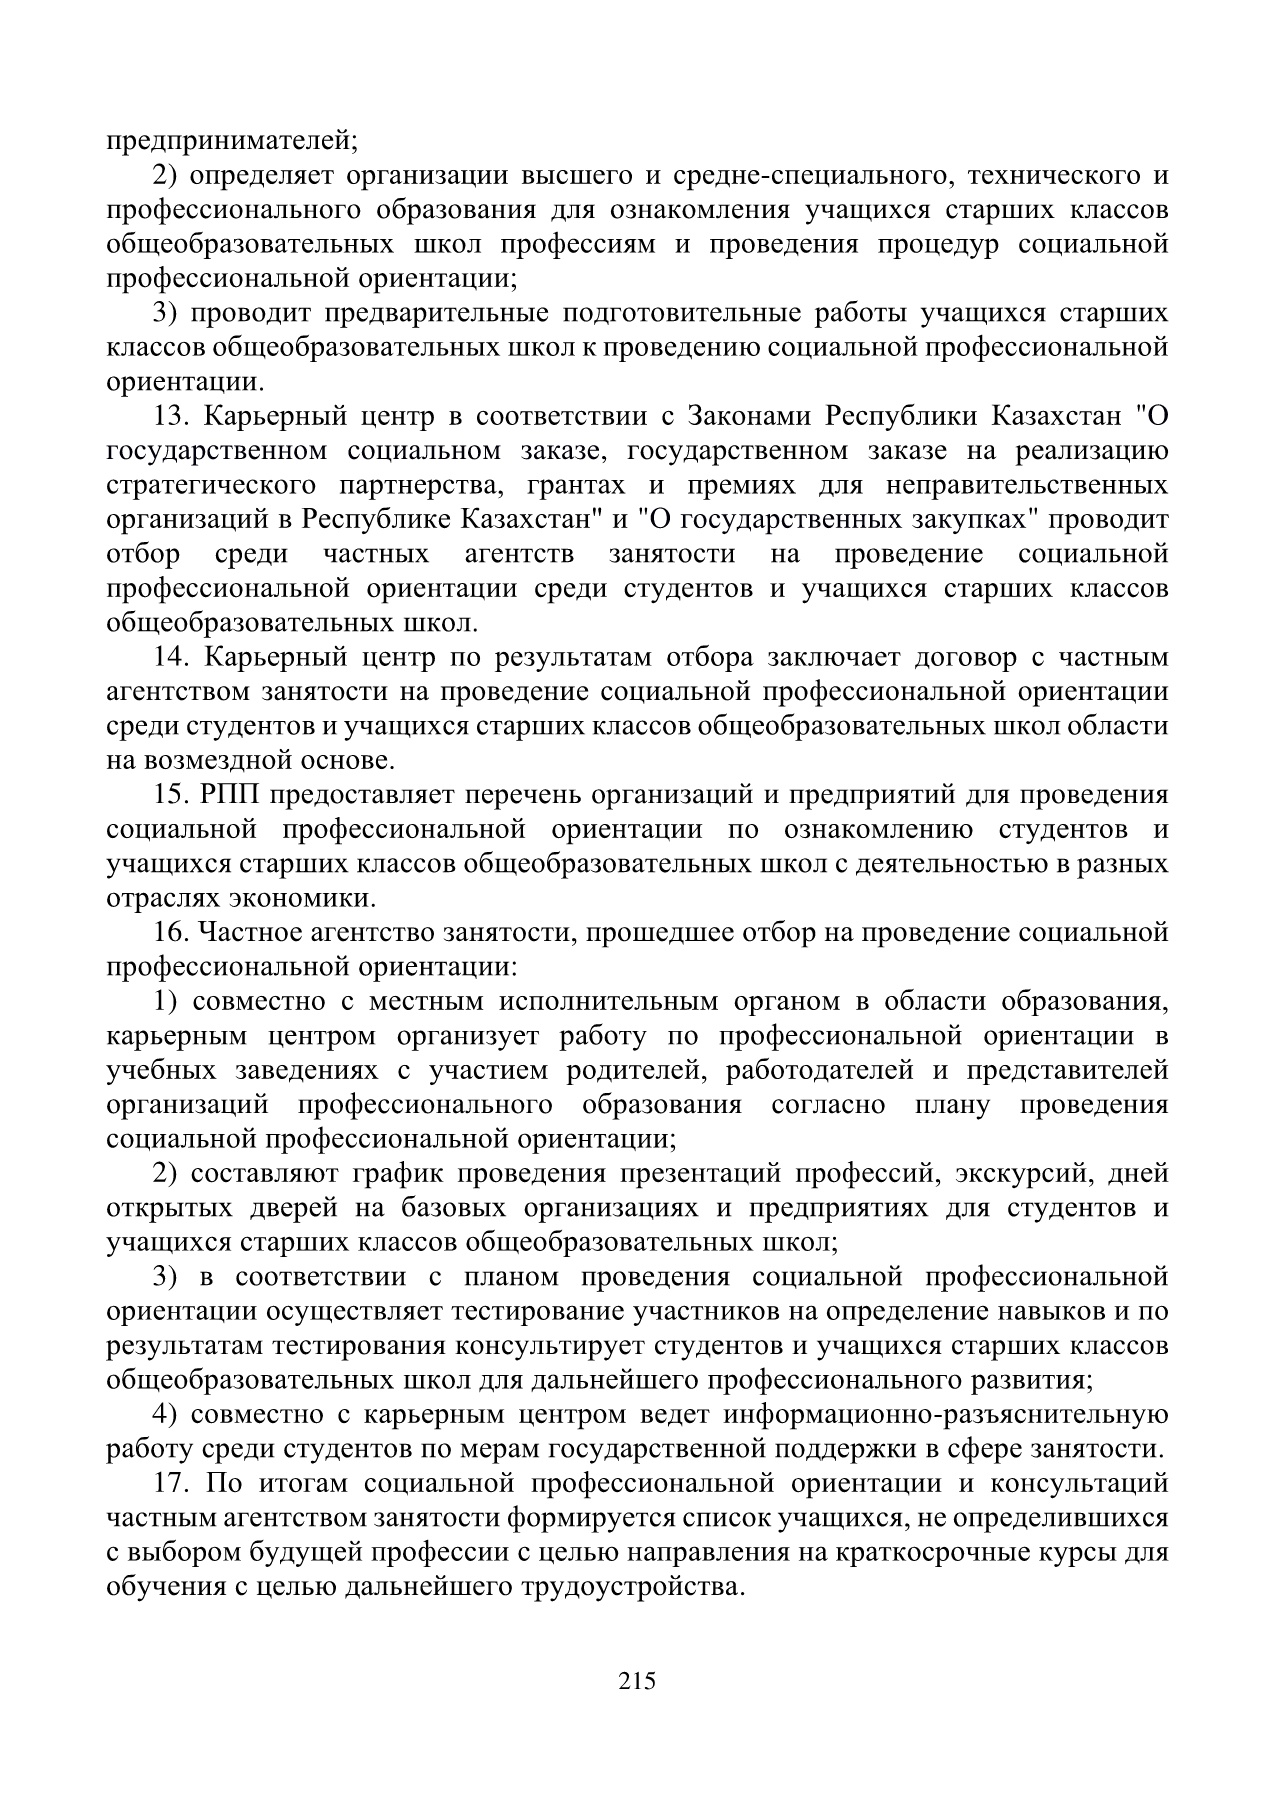 предпринимателей;
2) определяет организации высшего и средне-специального, технического и
профессионального образования для ознакомления учащихся старших классов
общеобразовательных школ профессиям и проведения процедур социальной
профессиональной ориентации;
3) проводит предварительные подготовительные работы учащихся старших
классов общеобразовательных школ к проведению социальной профессиональной
ориентации.
13. Карьерный центр в соответствии с Законами Республики Казахстан "О
государственном социальном заказе, государственном заказе на реализацию
стратегического партнерства, грантах и премиях для неправительственных
организаций в Республике Казахстан" и "О государственных закупках" проводит
отбор среди частных агентств занятости на проведение социальной
профессиональной ориентации среди студентов и учащихся старших классов
общеобразовательных школ.
14. Карьерный центр по результатам отбора заключает договор с частным
агентством занятости на проведение социальной профессиональной ориентации
среди студентов и учащихся старших классов общеобразовательных школ области
на возмездной основе.
15. РПП предоставляет перечень организаций и предприятий для проведения
социальной профессиональной ориентации по ознакомлению студентов и
учащихся старших классов общеобразовательных школ с деятельностью в разных
отраслях экономики.
16. Частное агентство занятости, прошедшее отбор на проведение социальной
профессиональной ориентации:
1) совместно с местным исполнительным органом в области образования,
карьерным центром организует работу по профессиональной ориентации в
учебных заведениях с участием родителей, работодателей и представителей
организаций профессионального образования согласно плану проведения
социальной профессиональной ориентации;
2) составляют график проведения презентаций профессий, экскурсий, дней
открытых дверей на базовых организациях и предприятиях для студентов и
учащихся старших классов общеобразовательных школ;
3) в соответствии с планом проведения социальной профессиональной
ориентации осуществляет тестирование участников на определение навыков и по
результатам тестирования консультирует студентов и учащихся старших классов
общеобразовательных школ для дальнейшего профессионального развития;
4) совместно с карьерным центром ведет информационно-разъяснительную
работу среди студентов по мерам государственной поддержки в сфере занятости.
17. По итогам социальной профессиональной ориентации и консультаций
частным агентством занятости формируется список учащихся, не определившихся
с выбором будущей профессии с целью направления на краткосрочные курсы для
обучения с целью дальнейшего трудоустройства.
215